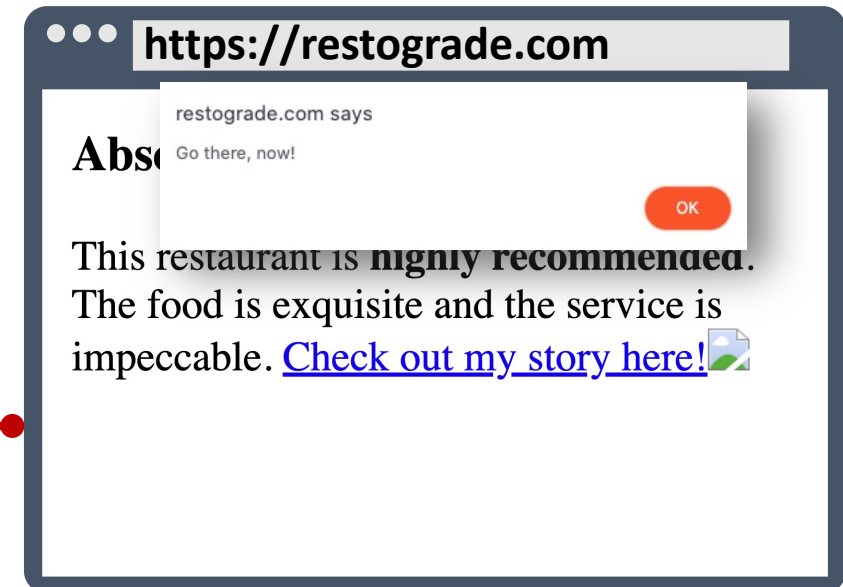 https://restograde.com
restograde.com says
Go there, now!
OK
This restaurant is highly recommended.
The food is exquisite and the service is
impeccable. Check out my story here!